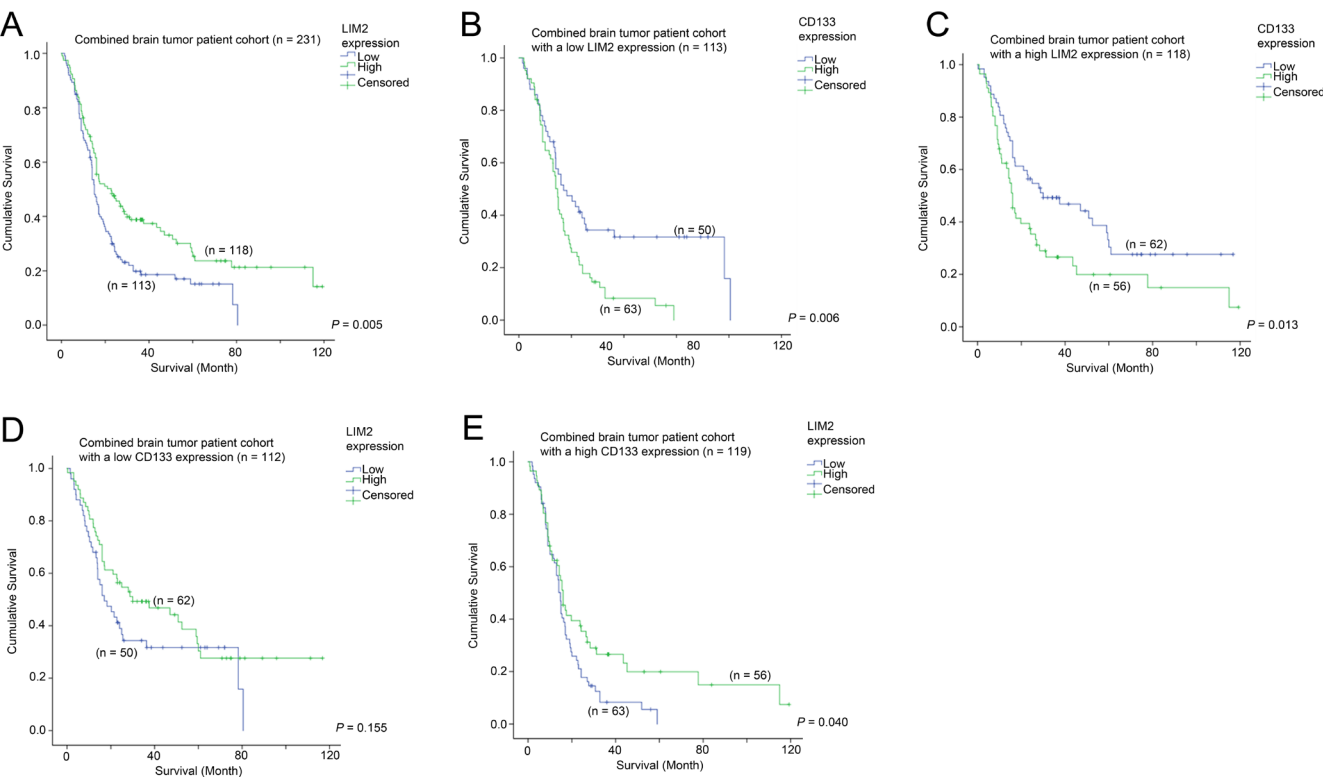 A
Combined brain tumor patient cohort (n = 231)
LIM2
expression
Low
High
Censored
1.0
0.8
0.6
0.4
0.2
0.0
Cumulative Survival
(n = 118)
(n = 113)
P = 0.005
0
40
80
120
Survival (Month)
B
Combined brain tumor patient cohort
with a low LIM2 expression (n = 113)
CD133
expression
Low
High
Censored
1.0
0.8
0.6
0.4
0.2
0.0
Cumulative Survival
(n = 50)
(n = 63)
P = 0.006
0
40
80
120
Survival (Month)
C
Combined brain tumor patient cohort
with a high LIM2 expression (n = 118)
CD133
expression
Low
High
Censored
1.0
0.8
0.6
0.4
0.2
0.0
Cumulative Survival
(n = 62)
(n = 56)
P = 0.013
0
40
80
120
Survival (Month)
D
Combined brain tumor patient cohort
with a low CD133 expression (n = 112)
LIM2
expression
Low
High
Censored
1.0
0.8
0.6
0.4
0.2
0.0
Cumulative Survival
(n = 62)
(n = 50)
P = 0.155
0
40
80
120
Survival (Month)
E
Combined brain tumor patient cohort
with a high CD133 expression (n = 119)
LIM2
expression
Low
High
Censored
1.0
0.8
0.6
0.4
0.2
0.0
Cumulative Survival
(n = 56)
(n = 63)
P = 0.040
0
40
80
120
Survival (Month)